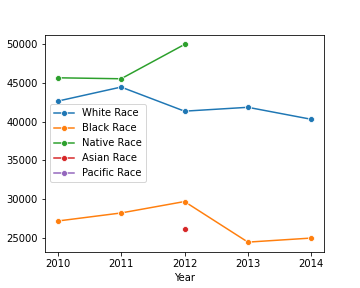 50000
45000
40000
35000
30000
25000
White Race
Black Race
Native Race
Asian Race
Pacific Race
2010 2011 2012 2013 2014
Year